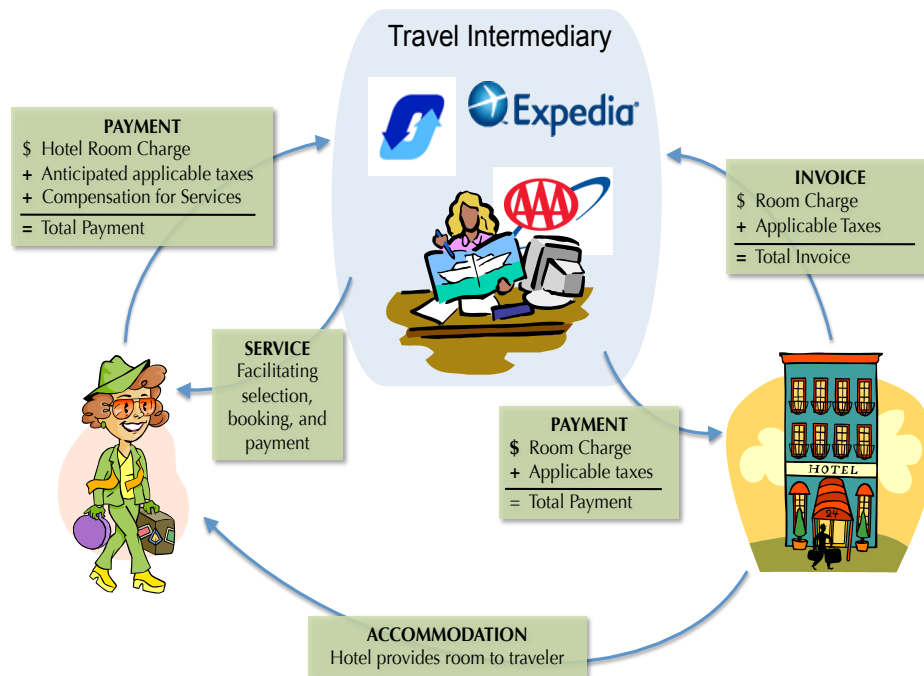 Travel Intermediary
Expedia
AAA
PAYMENT
$ Hotel Room Charge
+ Anticipated applicable taxes
+ Compensation for Services
= Total Payment
INVOICE
$ Room Charge
+ Applicable Taxes
= Total Invoice
SERVICE
Facilitating
selection,
booking, and
payment
PAYMENT
$ Room Charge
+ Applicable taxes
= Total Payment
HOTEL
24
ACCOMMODATION
Hotel provides room to traveler